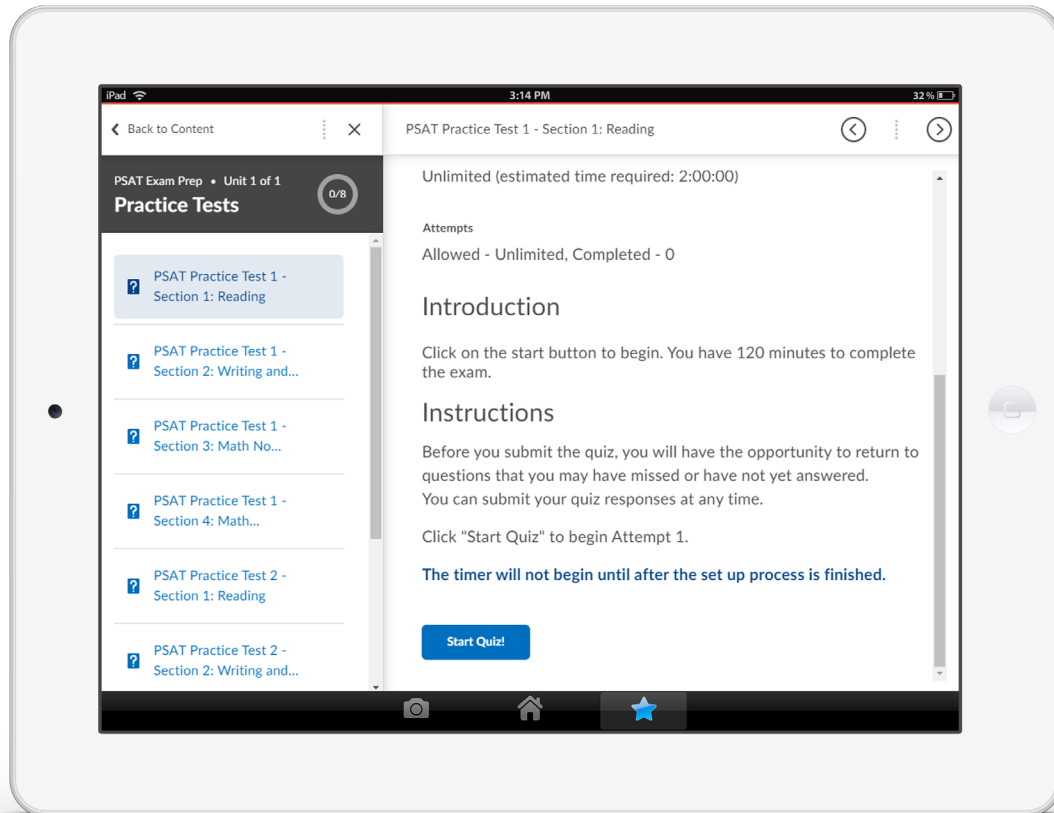 iPad 3:14 PM 32 %
Back to Content
PSAT Exam Prep • Unit 1 of 1
Practice Tests
0/8
PSAT Practice Test 1 -
Section 1: Reading
PSAT Practice Test 1 -
Section 2: Writing and...
PSAT Practice Test 1 -
Section 3: Math No...
PSAT Practice Test 1 -
Section 4: Math...
PSAT Practice Test 2 -
Section 1: Reading
PSAT Practice Test 2 -
Section 2: Writing and...
PSAT Practice Test 1 - Section 1: Reading
Unlimited (estimated time required: 2:00:00)
Attempts
Allowed - Unlimited, Completed - 0
Introduction
Click on the start button to begin. You have 120 minutes to complete
the exam.
Instructions
Before you submit the quiz, you will have the opportunity to return to
questions that you may have missed or have not yet answered.
You can submit your quiz responses at any time.
Click "Start Quiz" to begin Attempt 1.
The timer will not begin until after the set up process is finished.
Start Quiz!